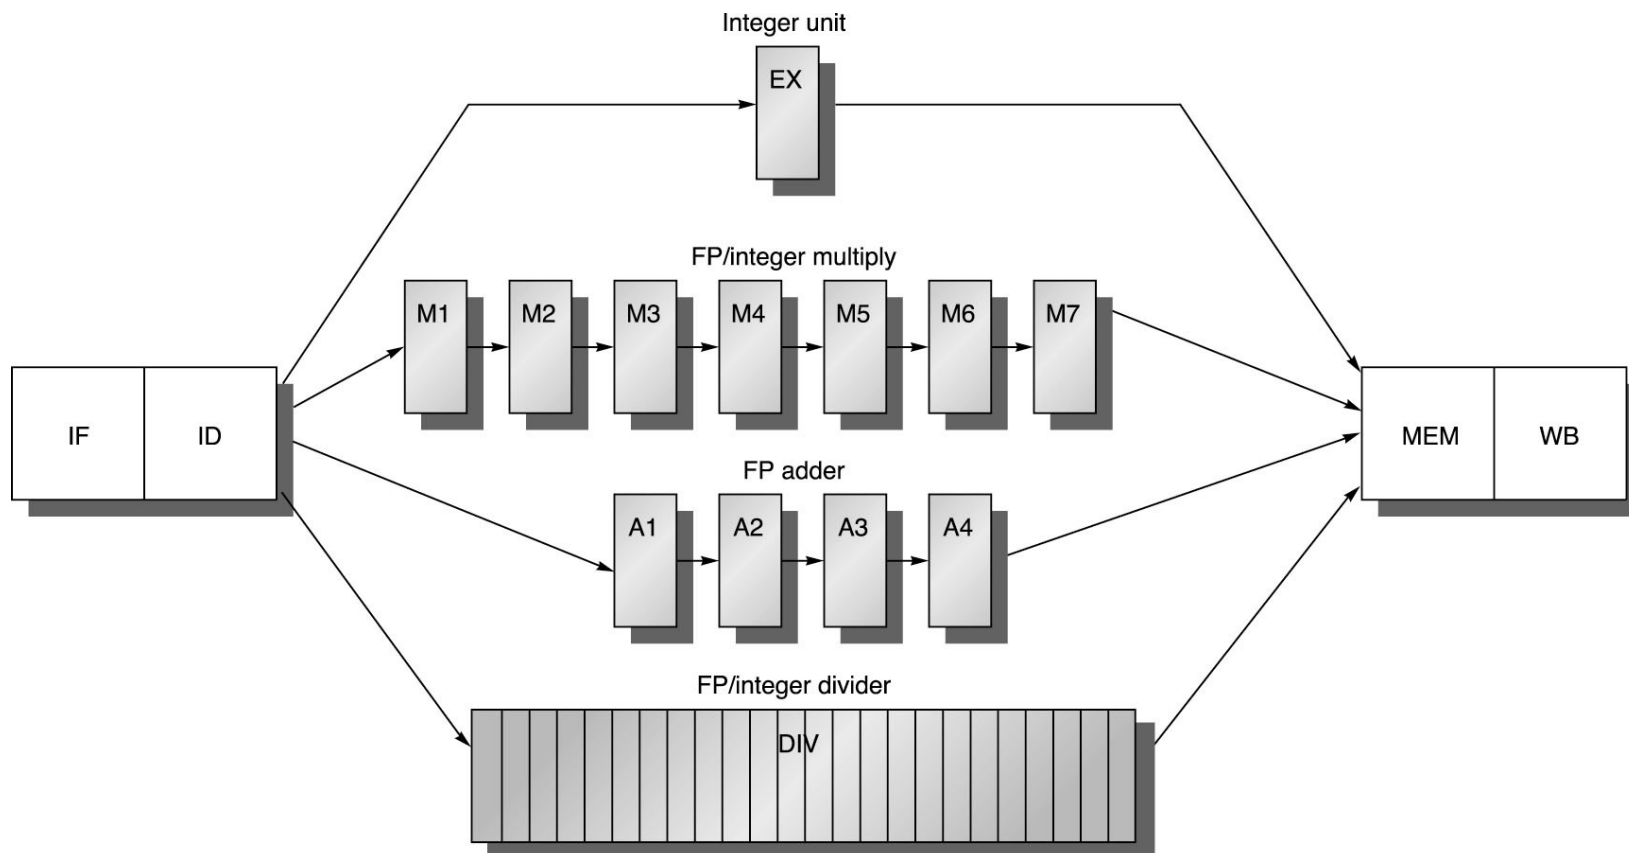 Integer unit
EX
FP/integer multiply
M1 M2 M3 M4 M5 M6 M7
IF ID MEM WB
FP adder
A1 A2 A3 A4
FP/integer divider
DIV